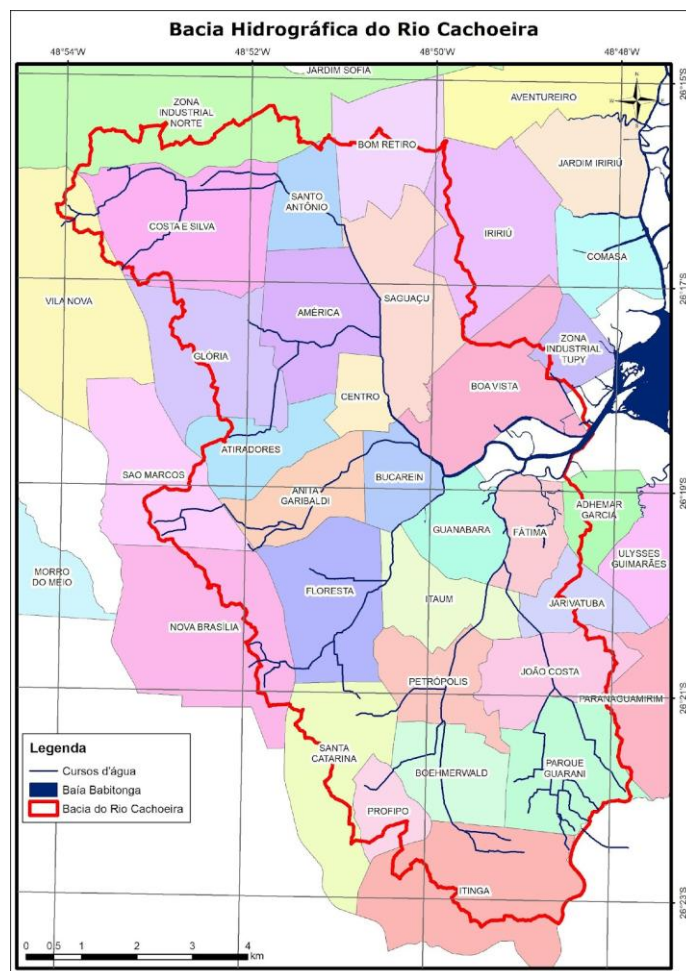 Bacia Hidrográfica do Rio Cachoeira
48°54'W
48°52'W
48°50'W
48°48'W
JARDIM SOFIA
26°15'S
ZONA
INDUSTRIAL
NORTE
AVENTUREIRO
BOM RETIRO
JARDIM IRIRIÚ
SANTO
ANTÔNIO
COSTA E SILVA
IRIRIÚ
COMASA
26°17'S
VILA NOVA
SAGUAÇU
AMÉRICA
ZONA
INDUSTRIAL
TUPY
GLÓRIA
CENTRO
BOA VISTA
ATIRADORES
SAO MARCOS
BUCAREIN
26°19'S
ANITA
GARIBALDI
ADHEMAR
GARCIA
GUANABARA
FÁTIMA
ULYSSES
GUIMARÃES
MORRO
DO MEIO
FLORESTA
ITAUM
JARIVATUBA
NOVA BRASÍLIA
JOÃO COSTA
PETRÓPOLIS
PARANAGUAMIRIM
26°21'S
SANTA
CATARINA
BOEHMERWALD
PARQUE
GUARANI
PROFIPO
ITINGA
26°23'S
Legenda
Cursos d'água
Baía Babitonga
Bacia do Rio Cachoeira
0 0,5 1 2 3 4
km